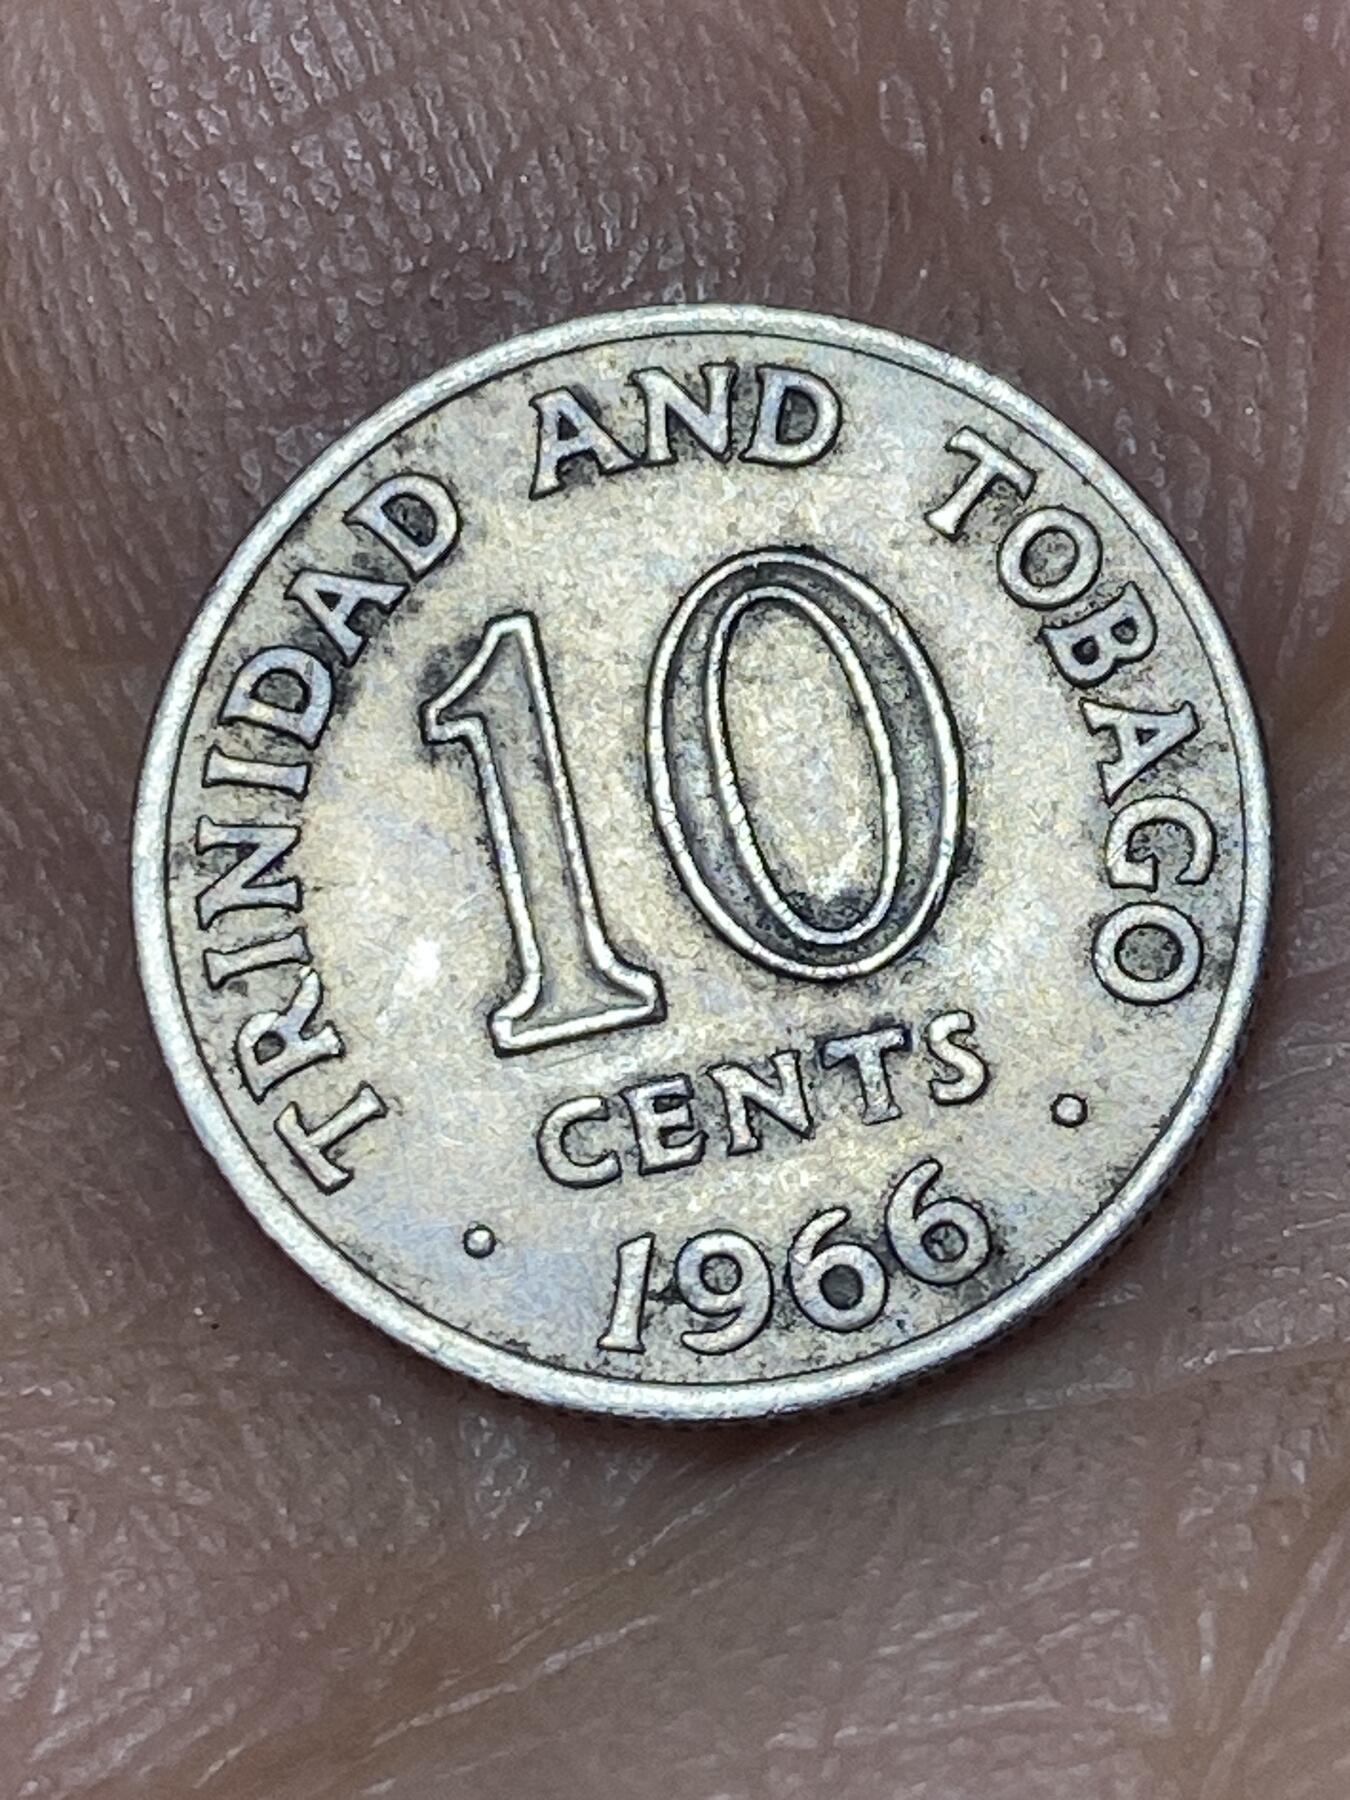 TRINIDAD AND TOBAGO
10
CENTS
• 1966 •